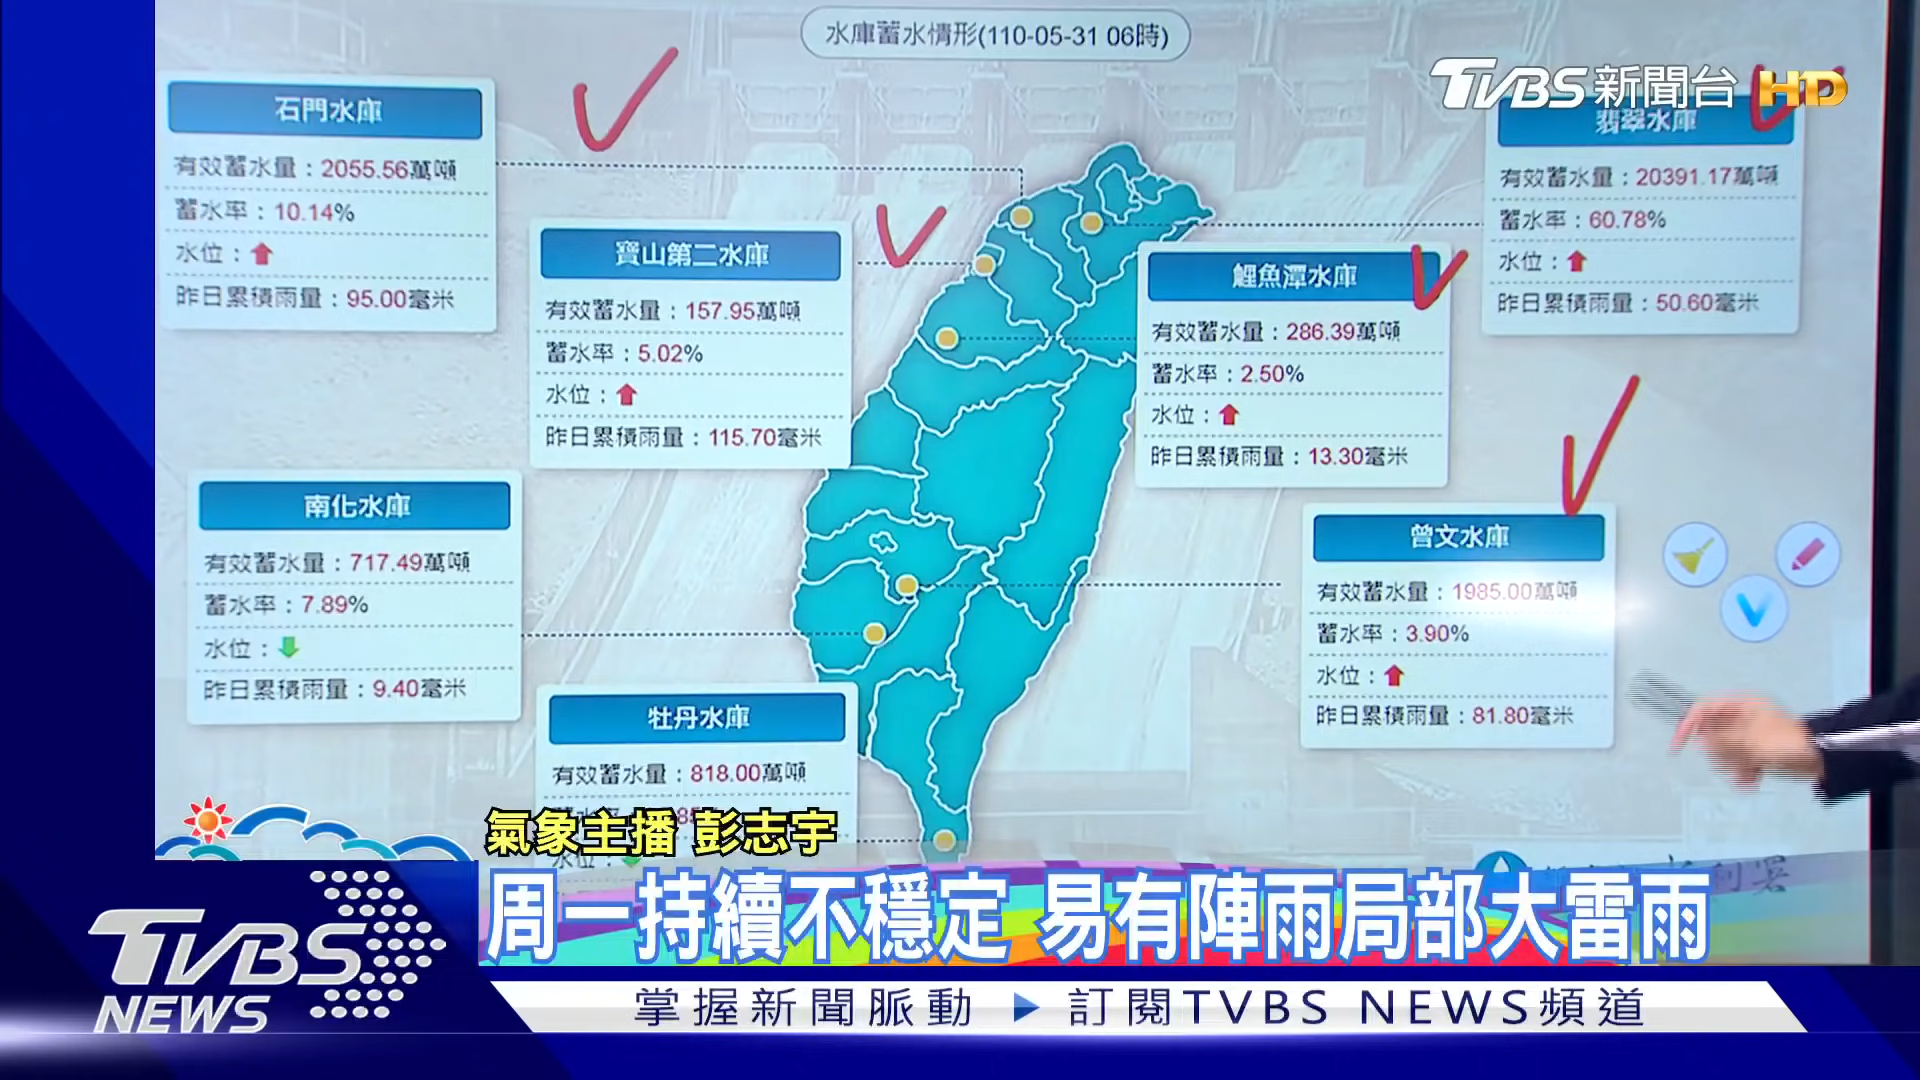 水庫蓄水情形(110-05-31 06時)
TVBS新聞台 HD
石門水庫
有效蓄水量：2055.56萬噸
蓄水率：10.14%
水位：
昨日累積雨量：95.00毫米
寶山第二水庫
有效蓄水量：157.95萬噸
蓄水率：5.02%
水位：
昨日累積雨量：115.70毫米
翡翠水庫
有效蓄水量：20391.17萬噸
蓄水率：60.78%
水位：
昨日累積雨量：50.60毫米
鯉魚潭水庫
有效蓄水量：286.39萬噸
蓄水率：2.50%
水位：
昨日累積雨量：13.30毫米
南化水庫
有效蓄水量：717.49萬噸
蓄水率：7.89%
水位：
昨日累積雨量：9.40毫米
曾文水庫
有效蓄水量：1985.00萬噸
蓄水率：3.90%
水位：
昨日累積雨量：81.80毫米
牡丹水庫
有效蓄水量：818.00萬噸
水位：
氣象主播 彭志宇
周一持續不穩定 易有陣雨局部大雷雨
TVBS NEWS
掌握新聞脈動 ▶ 訂閱TVBS NEWS頻道